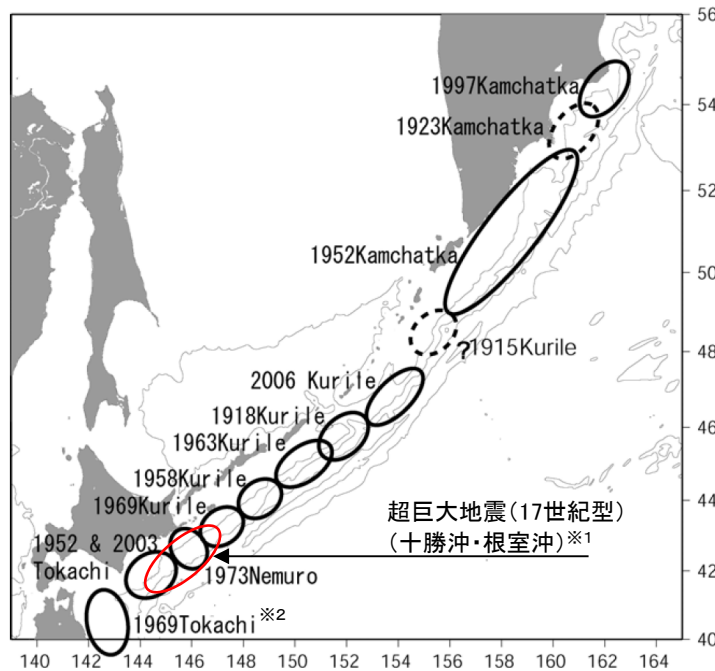 56
54
52
50
48
46
44
42
40
1997Kamchatka
1923Kamchatka
1952Kamchatka
?1915Kurile
2006 Kurile
1918Kurile
1963Kurile
1958Kurile
1969Kurile
超巨大地震(17世紀型)
(十勝沖・根室沖)※1
1952 & 2003
Tokachi
1973Nemuro
1969Tokachi※2
140 142 144 146 148 150 152 154 156 158 160 162 164